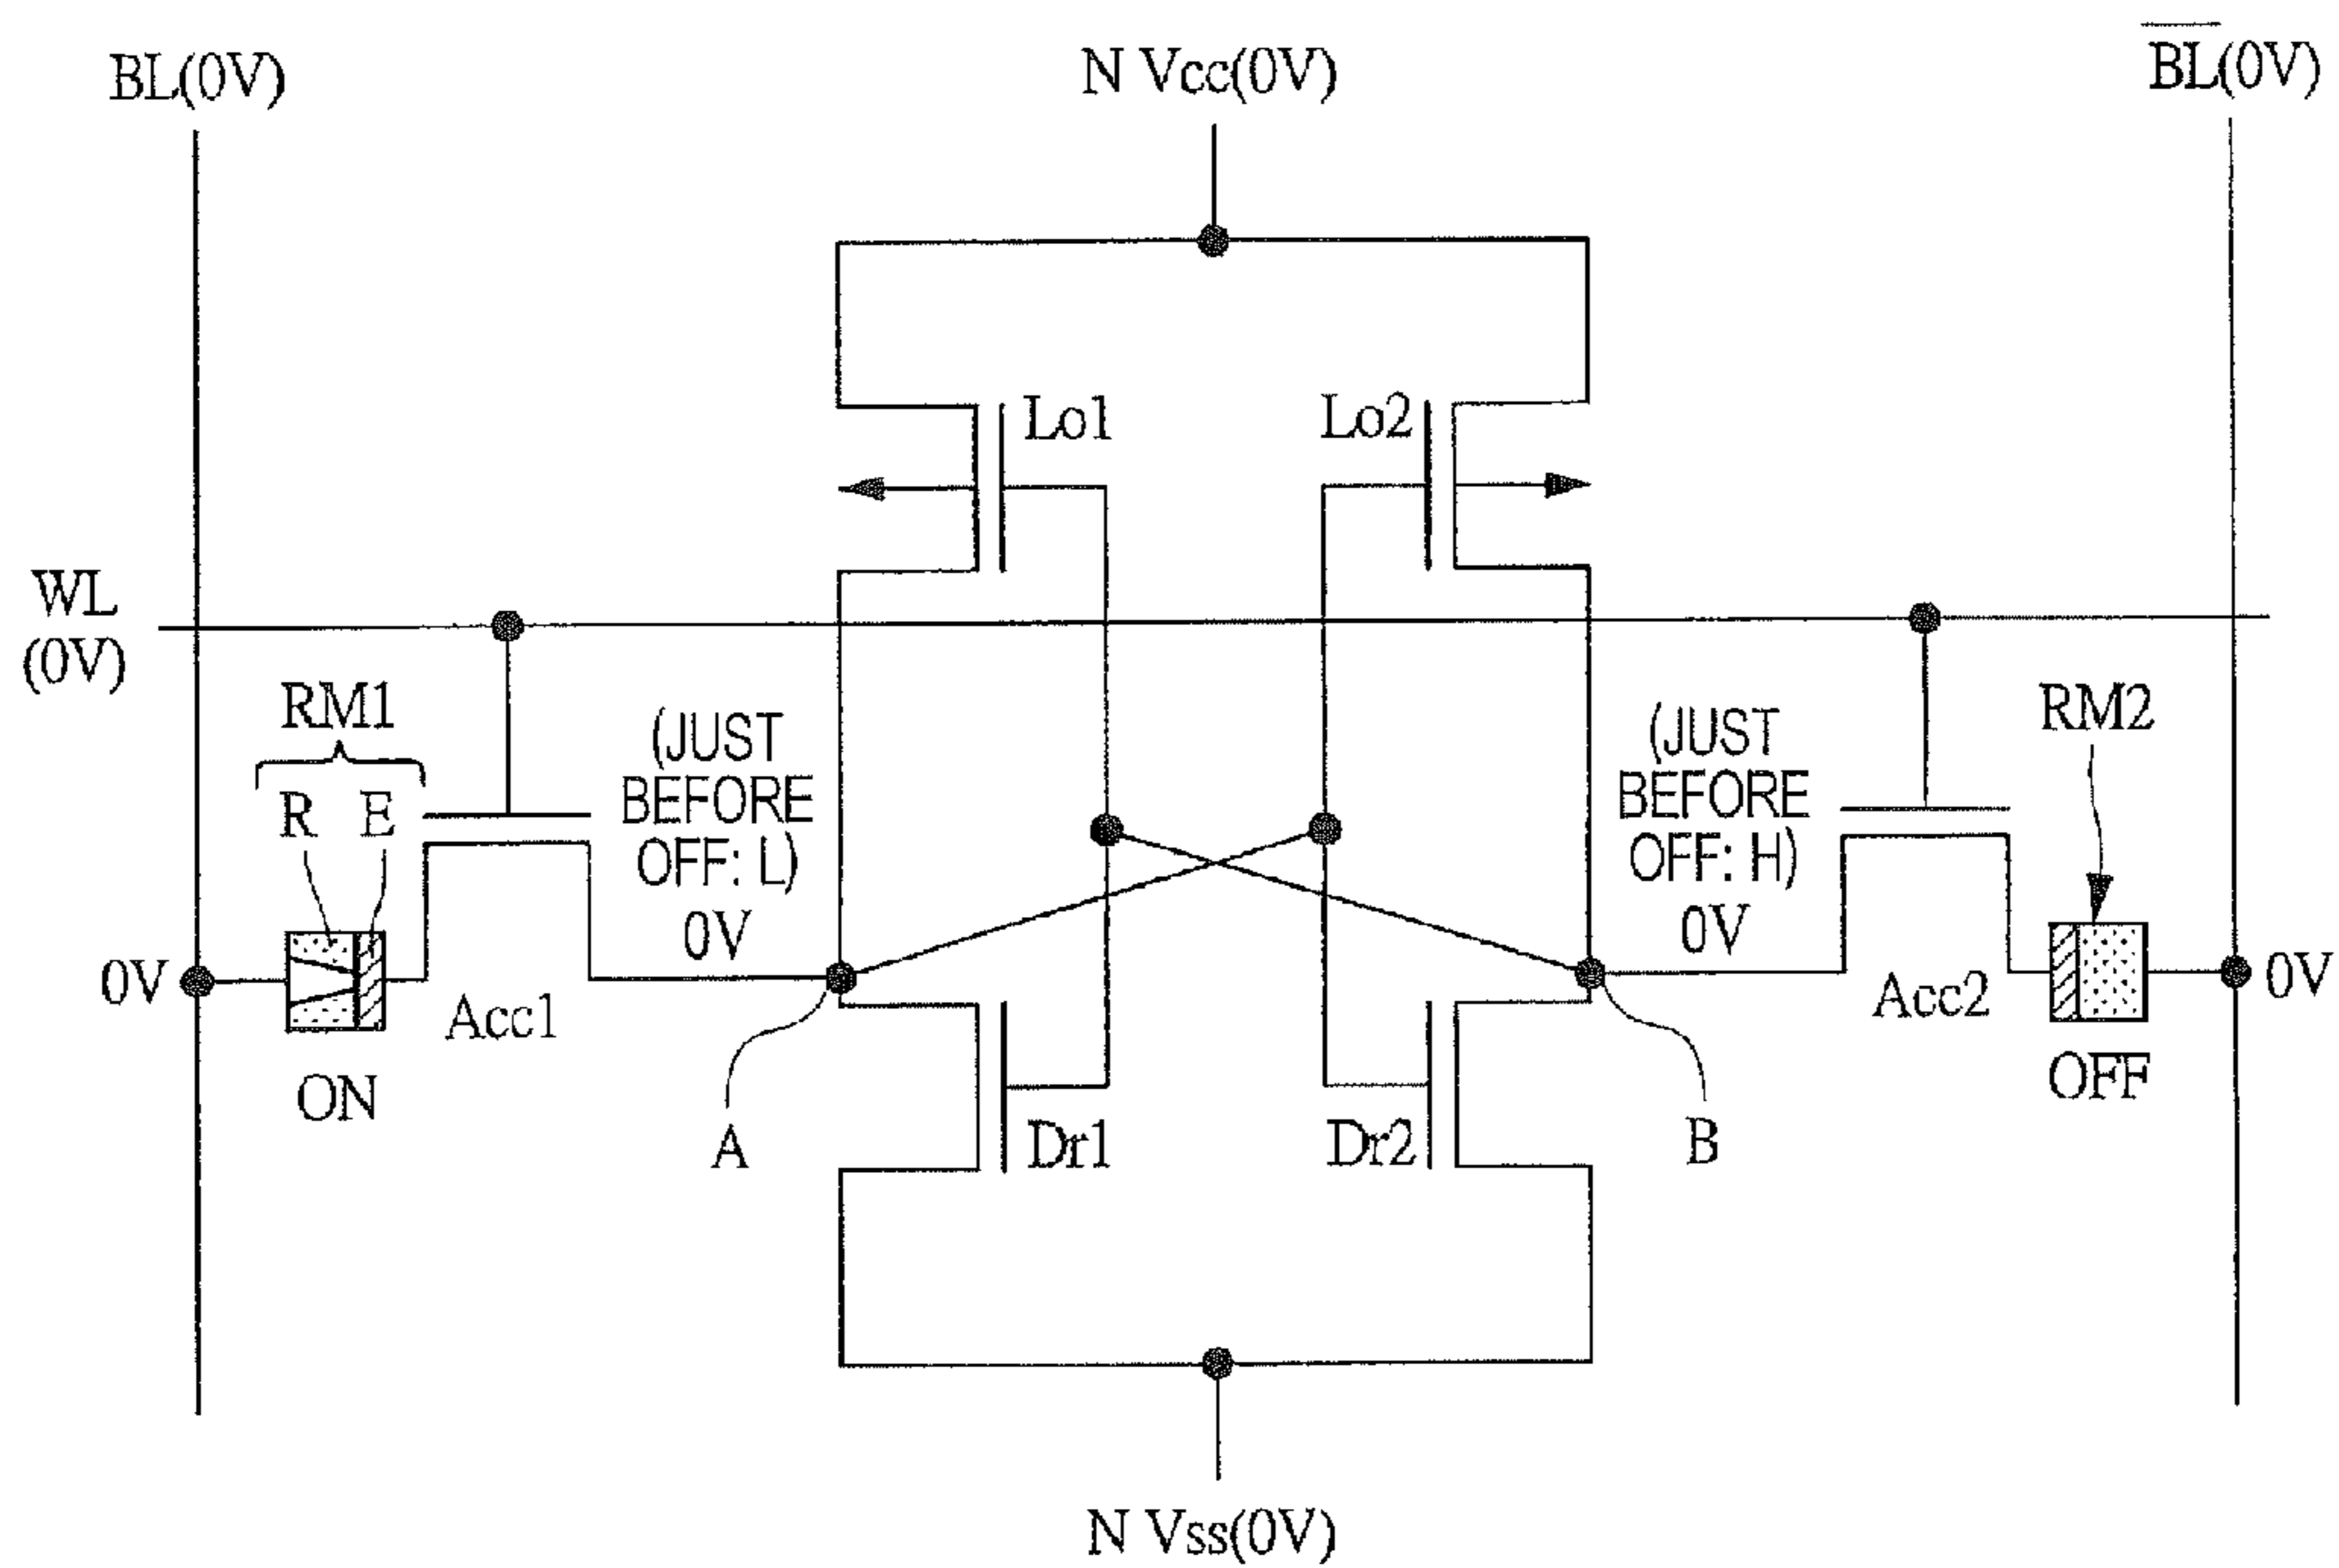 BL(0V)
N Vcc(0V)
B̅L̅(0V)
Lo1
Lo2
WL
(0V)
RM1
R
E
(JUST
BEFORE
OFF: L)
0V
(JUST
BEFORE
OFF: H)
0V
RM2
0V
Acc1
ON
Acc2
0V
OFF
A
Dr1
Dr2
B
N Vss(0V)